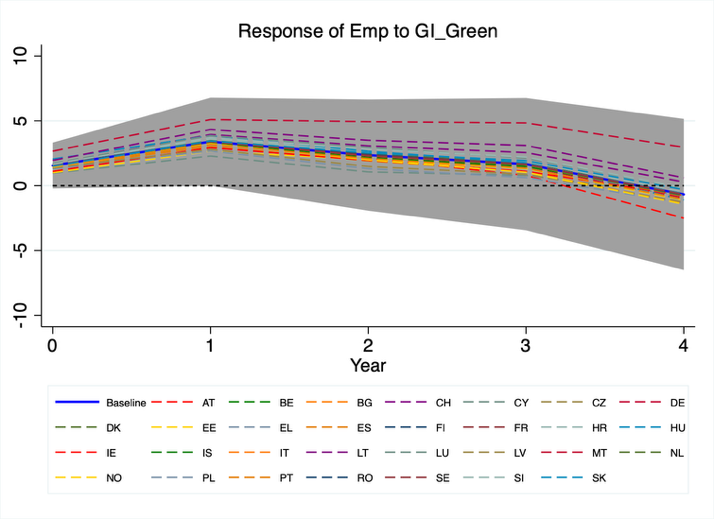 Response of Emp to GI_Green
10
5
0
-5
-10
0 1 2 3 4
Year
Baseline AT BE BG CH CY CZ DE
DK EE EL ES FI FR HR HU
IE IS IT LT LU LV MT NL
NO PL PT RO SE SI SK